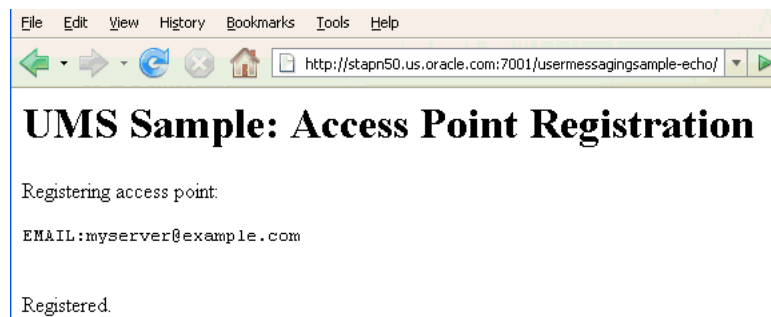 File Edit View History Bookmarks Tools Help
http://stapn50.us.oracle.com:7001/usermessagingsample-echo/
UMS Sample: Access Point Registration
Registering access point:
EMAIL:myserver@example.com
Registered.